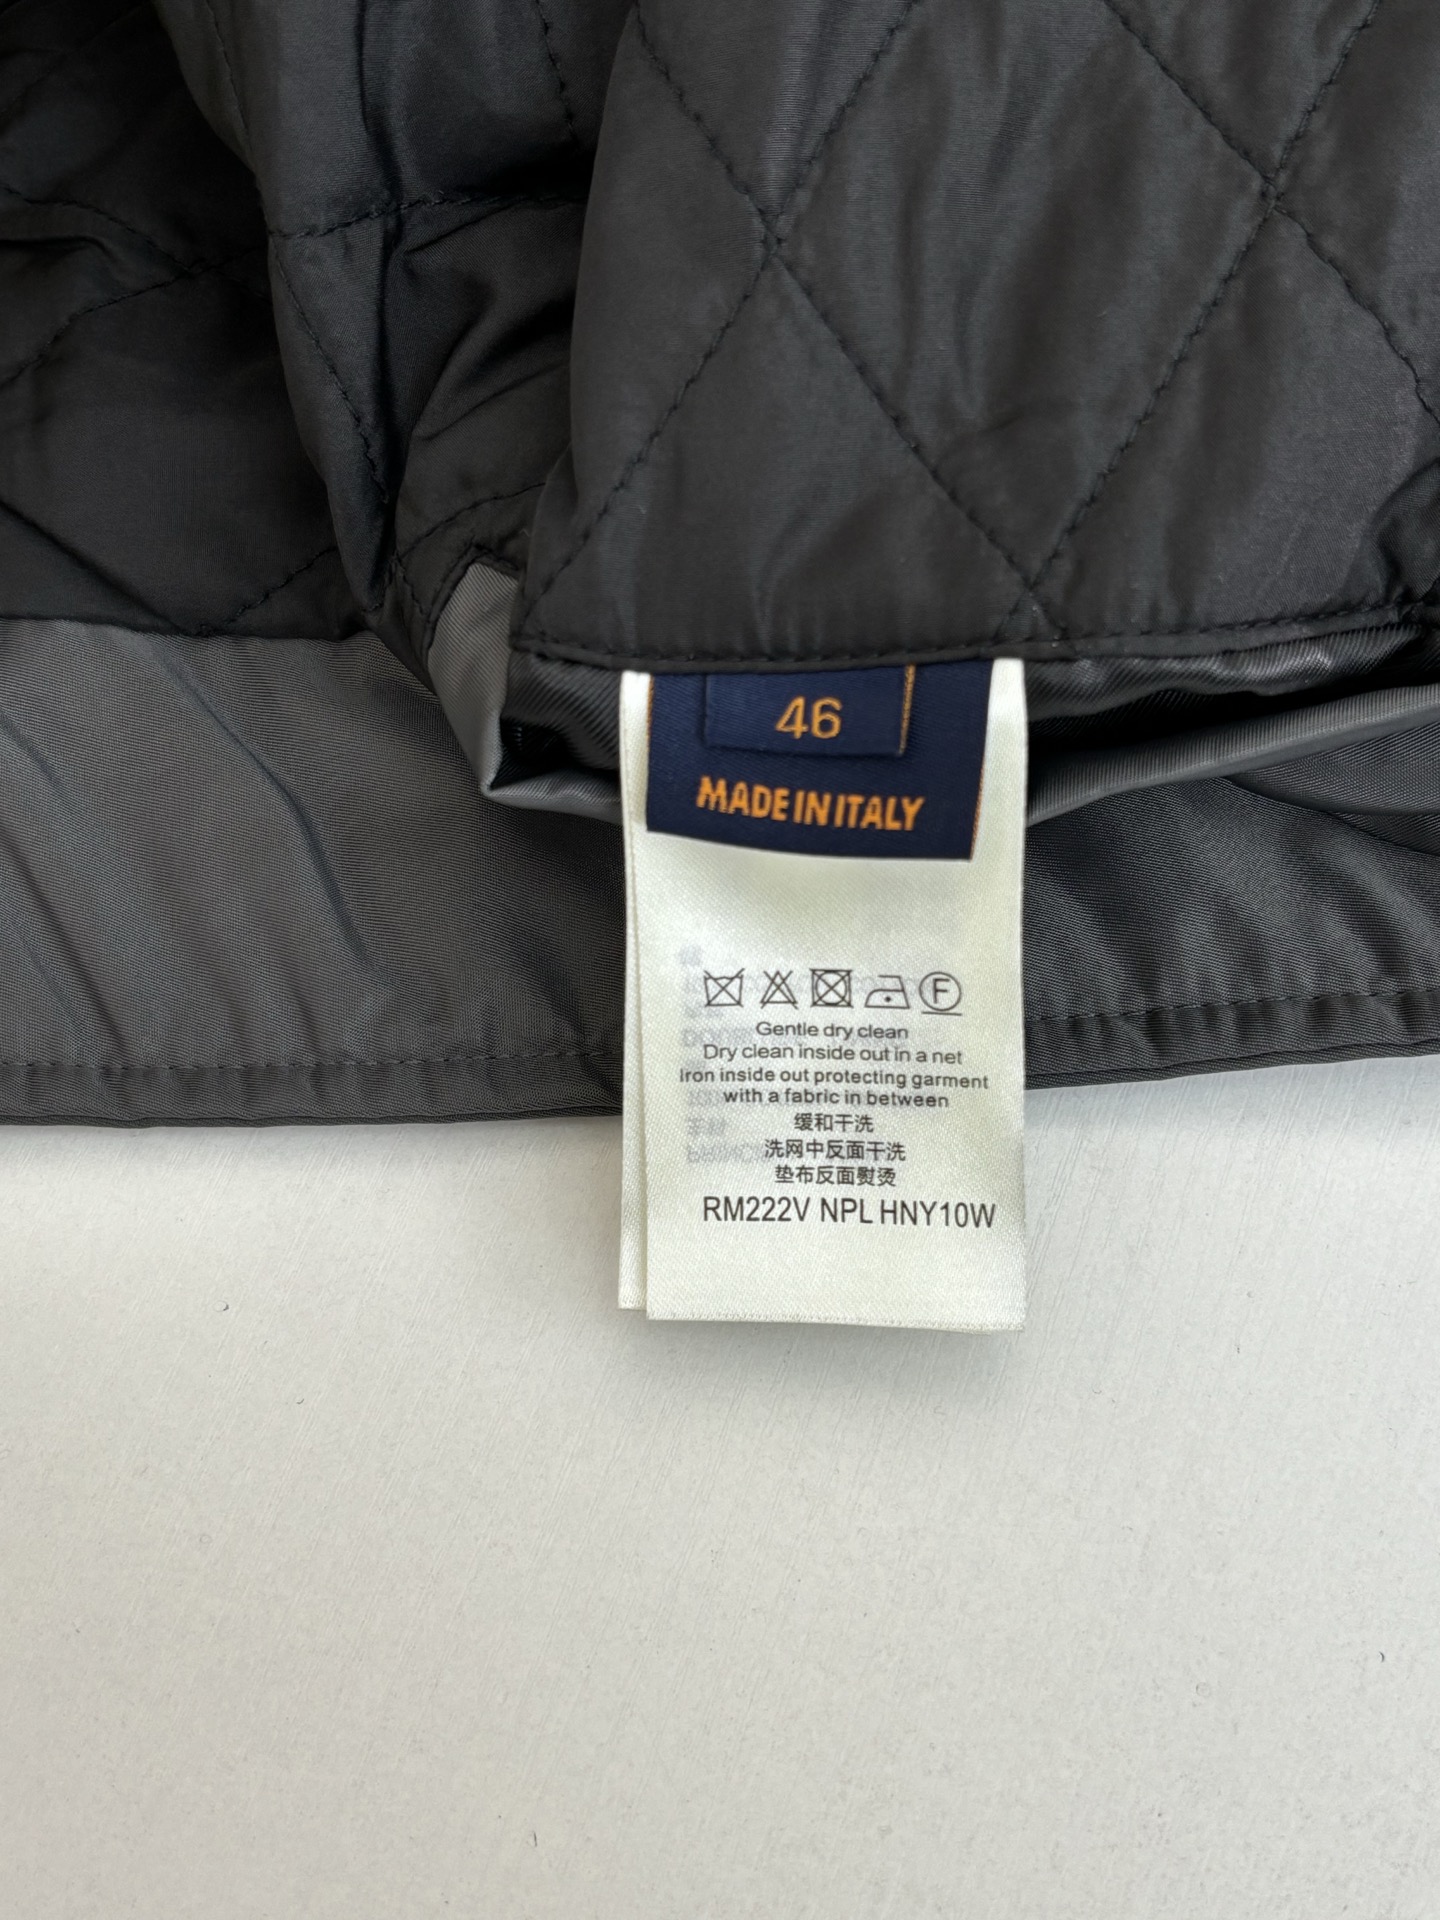 46
MADE IN ITALY
F
Gentle dry clean
Dry clean inside out in a net
Iron inside out protecting garment
with a fabric in between
缓和干洗
洗网中反面干洗
垫布反面熨烫
RM222V NPL HNY10W